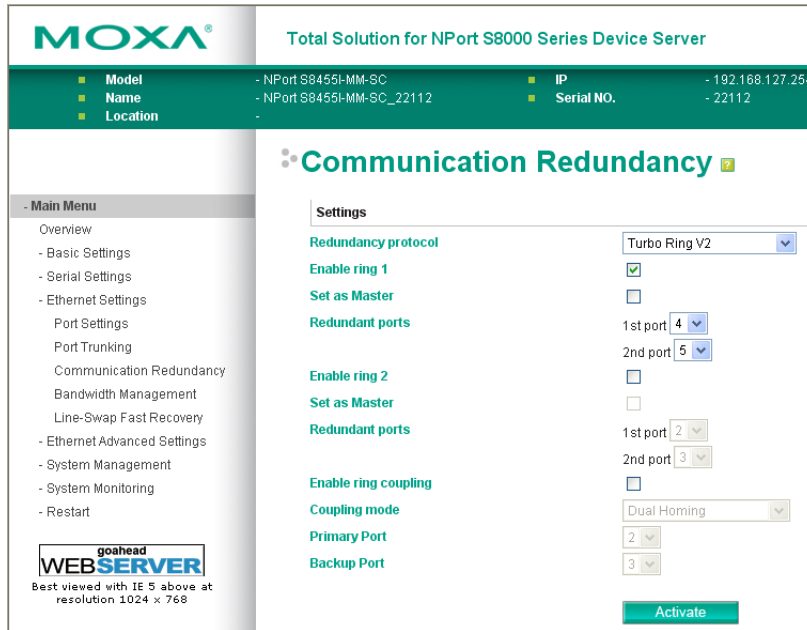 MOXA®
Total Solution for NPort S8000 Series Device Server
Model - NPort S8455I-MM-SC IP - 192.168.127.25
Name - NPort S8455I-MM-SC_22112 Serial NO. - 22112
Location -
Communication Redundancy
- Main Menu
Overview
- Basic Settings
- Serial Settings
- Ethernet Settings
Port Settings
Port Trunking
Communication Redundancy
Bandwidth Management
Line-Swap Fast Recovery
- Ethernet Advanced Settings
- System Management
- System Monitoring
- Restart
goahead
WEBSERVER
Best viewed with IE 5 above at
resolution 1024 x 768
Settings
Redundancy protocol Turbo Ring V2
Enable ring 1
Set as Master
Redundant ports 1st port 4
2nd port 5
Enable ring 2
Set as Master
Redundant ports 1st port 2
2nd port 3
Enable ring coupling
Coupling mode Dual Homing
Primary Port 2
Backup Port 3
Activate